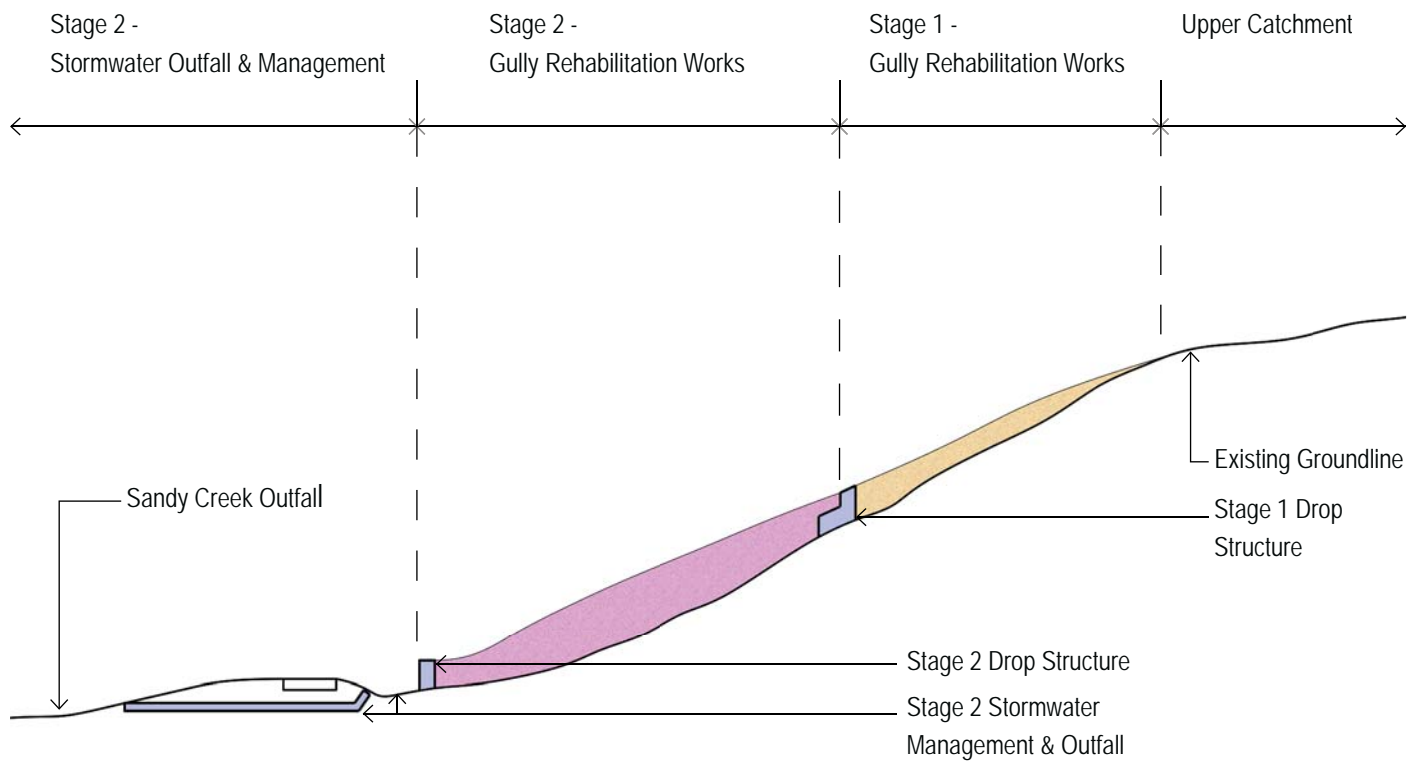 Stage 2 -
Stormwater Outfall & Management
Stage 2 -
Gully Rehabilitation Works
Stage 1 -
Gully Rehabilitation Works
Upper Catchment
Existing Groundline
Sandy Creek Outfall
Stage 1 Drop
Structure
Stage 2 Drop Structure
Stage 2 Stormwater
Management & Outfall